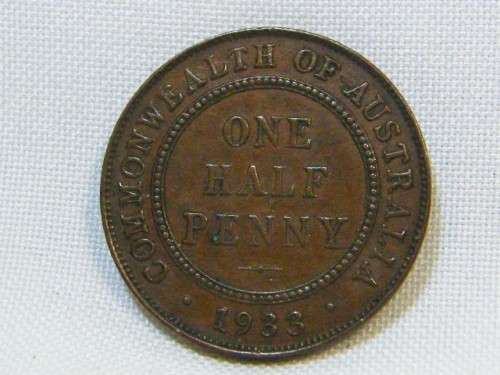 COMMONWEALTH OF AUSTRALIA
ONE
HALF
PENNY
· 1933 ·